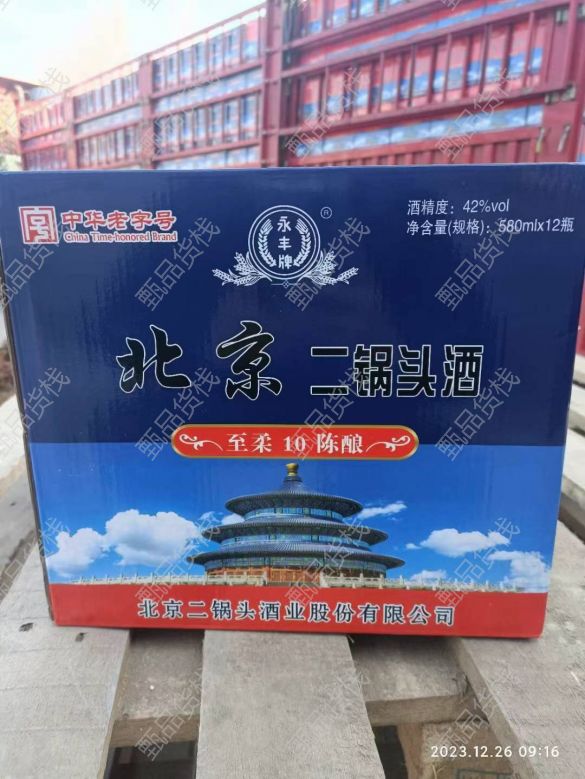 中华老字号
China Time-honored Brand
永丰牌
®
酒精度：42%vol
净含量(规格)：580mlx12瓶
北京二锅头酒
至柔10陈酿
北京二锅头酒业股份有限公司
甄品货栈
2023.12.26 09:16